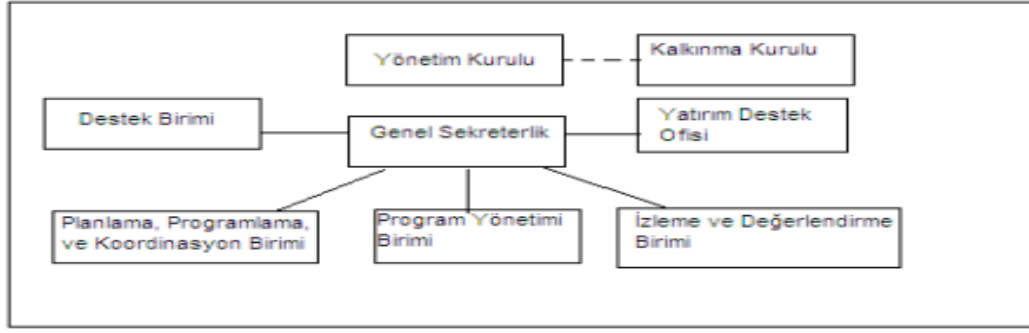 Yönetim Kurulu
Kalkınma Kurulu
Destek Birimi
Genel Sekreterlik
Yatırım Destek
Ofisi
Planlama, Programlama,
ve Koordinasyon Birimi
Program Yönetimi
Birimi
İzleme ve Değerlendirme
Birimi